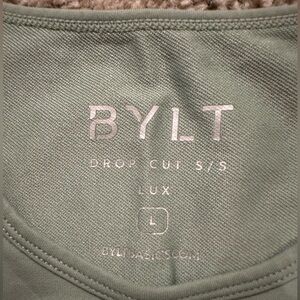 BYLT
DROP CUT S/S
LUX
L
BYLTBASICS.COM